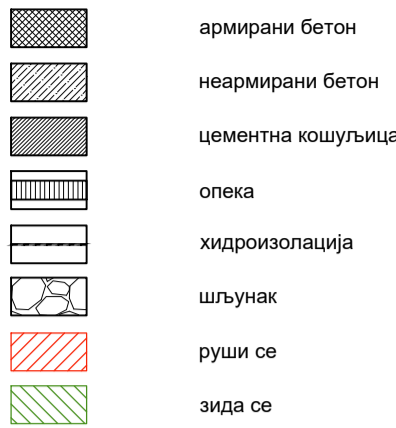 армирани бетон
неармирани бетон
цементна кошуљица
опека
хидроизолација
шљунак
руши се
зида се